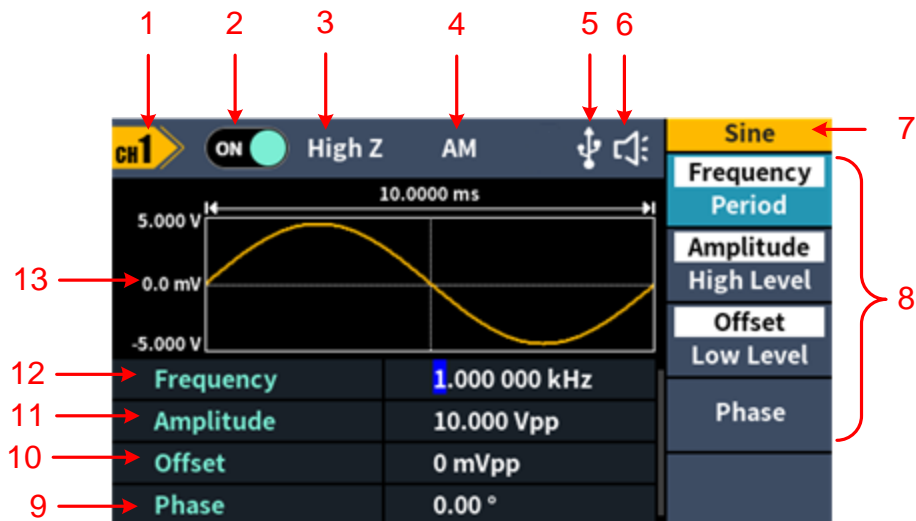 1 2 3 4 5 6
CH1 ON High Z AM Sine 7
Frequency
Period
Amplitude
High Level
Offset
Low Level
Phase
8
10.0000 ms
5.000 V
13 0.0 mV
-5.000 V
12 Frequency 1.000 000 kHz
11 Amplitude 10.000 Vpp
10 Offset 0 mVpp
9 Phase 0.00 °